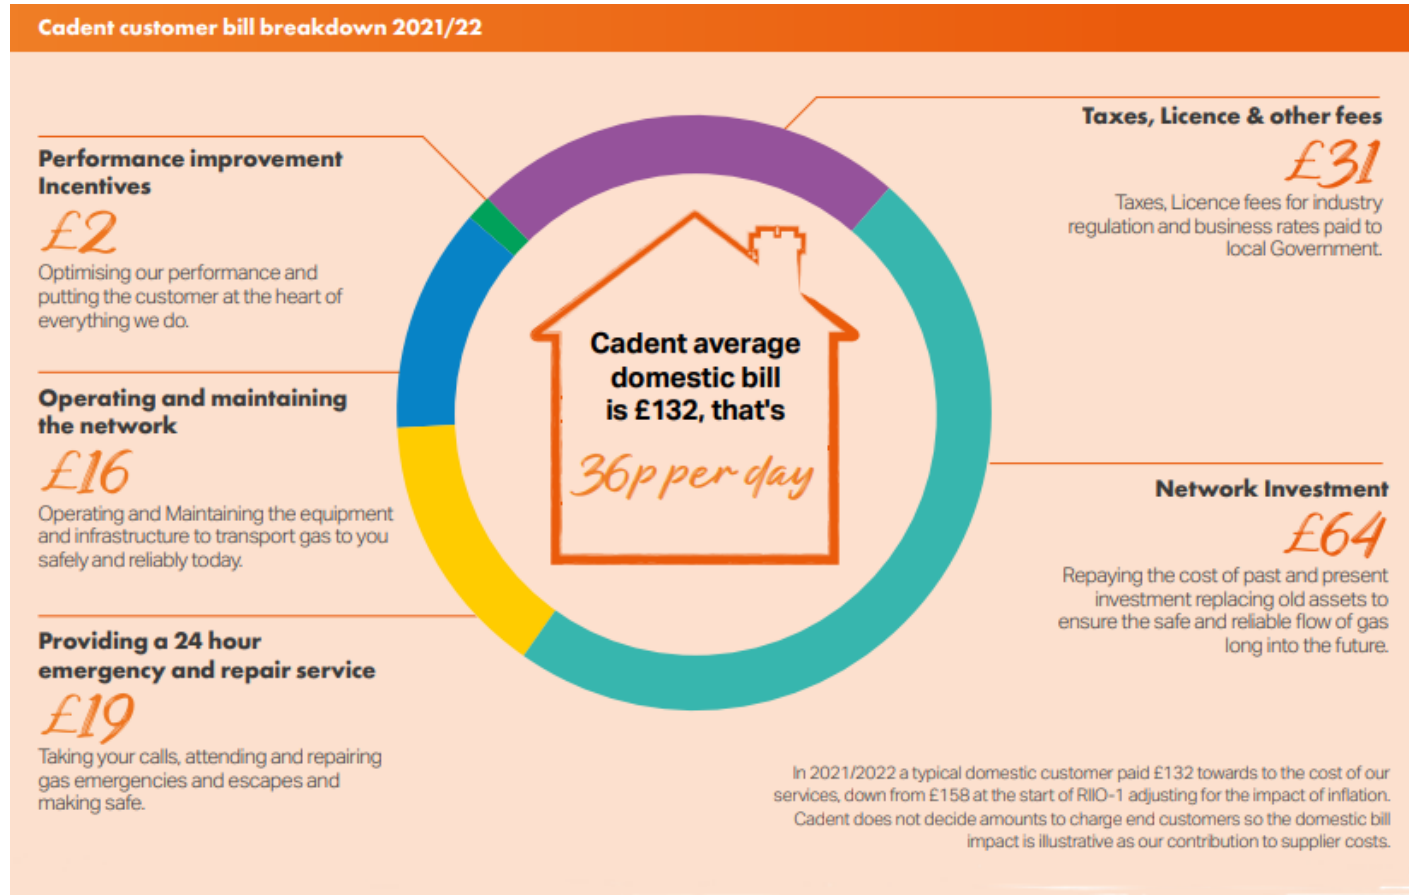 Cadent customer bill breakdown 2021/22
Performance improvement
Incentives
£2
Optimising our performance and
putting the customer at the heart of
everything we do.
Operating and maintaining
the network
£16
Operating and Maintaining the equipment
and infrastructure to transport gas to you
safely and reliably today.
Providing a 24 hour
emergency and repair service
£19
Taking your calls, attending and repairing
gas emergencies and escapes and
making safe.
Cadent average
domestic bill
is £132, that's
36p per day
Taxes, Licence & other fees
£31
Taxes, Licence fees for industry
regulation and business rates paid to
local Government.
Network Investment
£64
Repaying the cost of past and present
investment replacing old assets to
ensure the safe and reliable flow of gas
long into the future.
In 2021/2022 a typical domestic customer paid £132 towards to the cost of our
services, down from £158 at the start of RIIO-1 adjusting for the impact of inflation.
Cadent does not decide amounts to charge end customers so the domestic bill
impact is illustrative as our contribution to supplier costs.